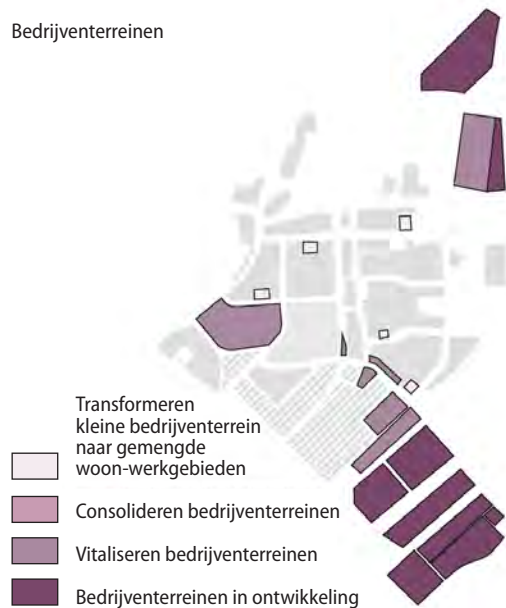 Bedrijventerreinen
Transformeren
kleine bedrijventerrein
naar gemengde
woon-werkgebieden
Consolideren bedrijventerreinen
Vitaliseren bedrijventerreinen
Bedrijventerreinen in ontwikkeling